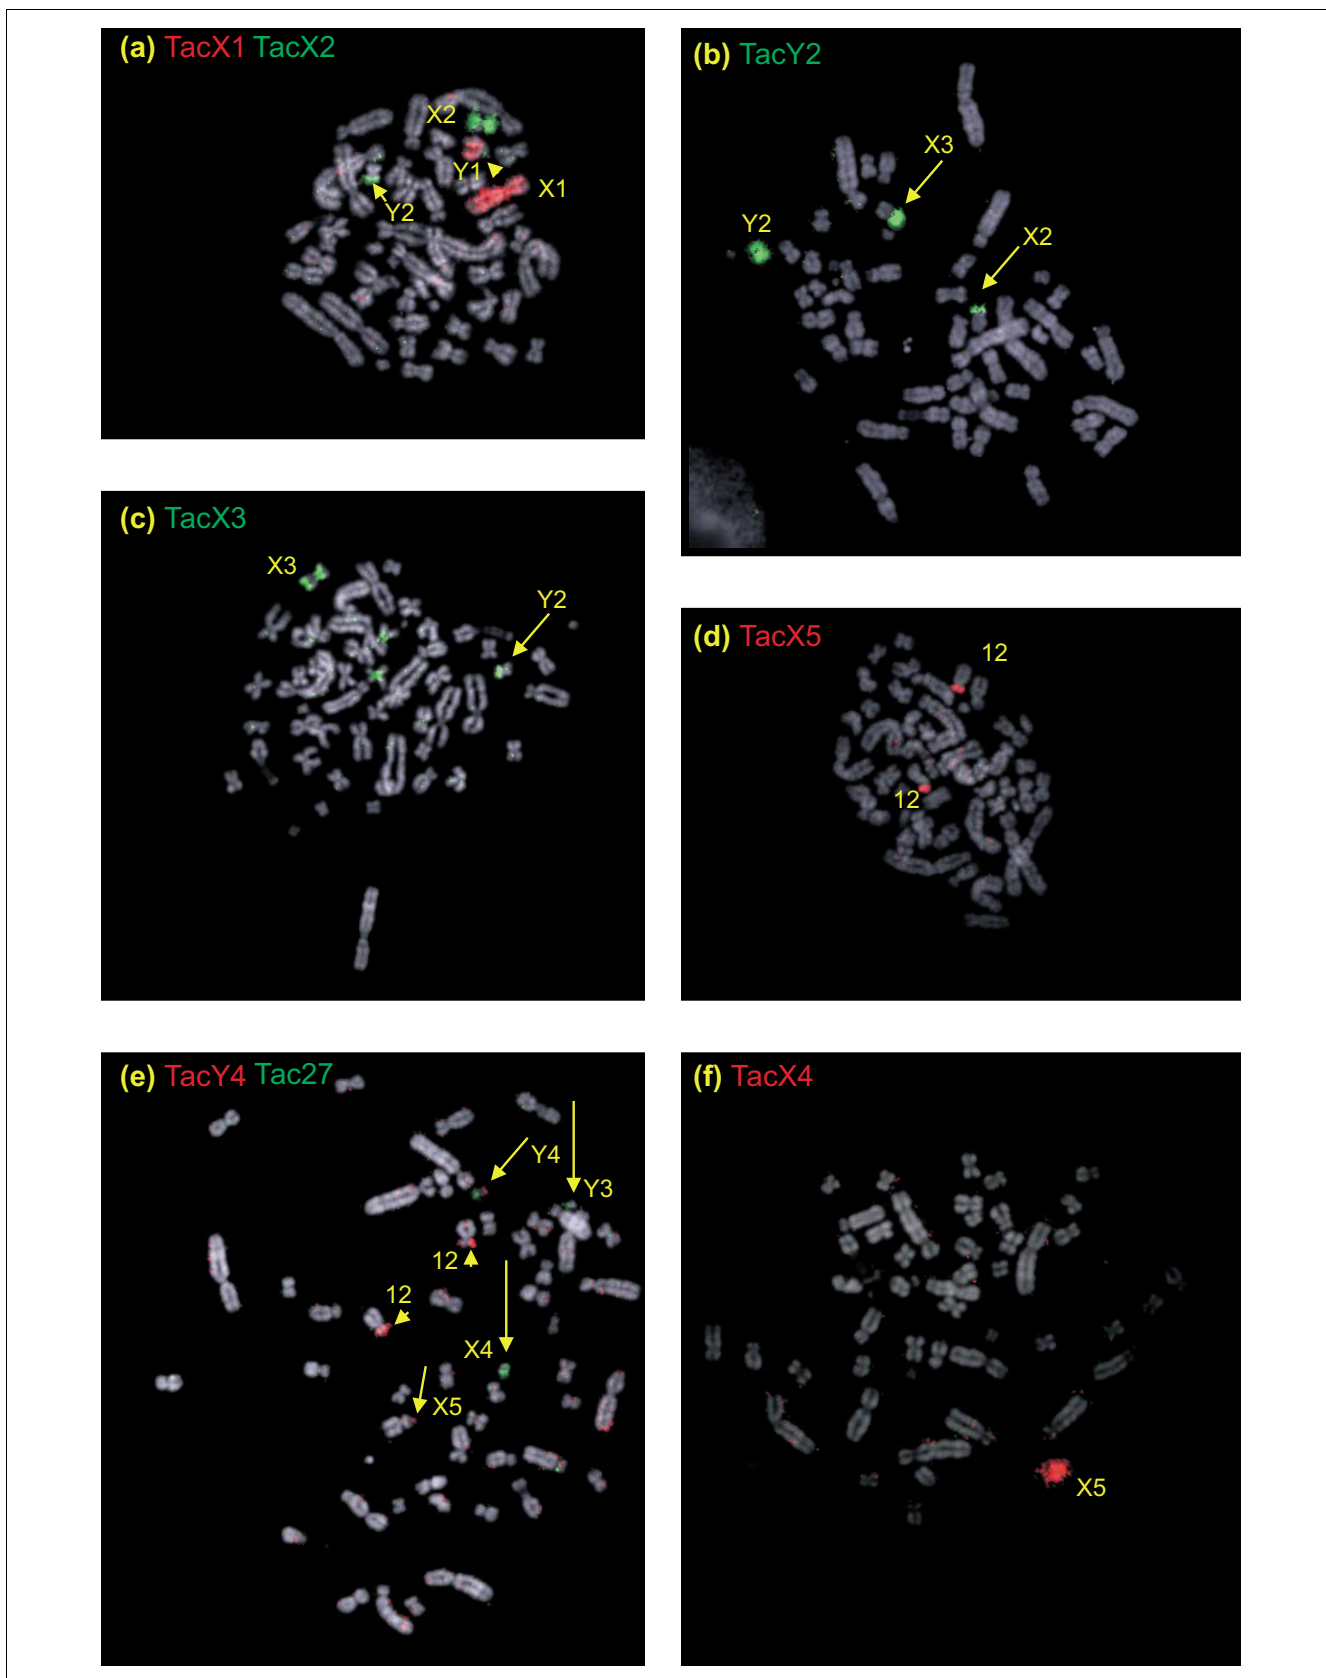 (a) TacX1 TacX2
X2
Y1
X1
Y2
(b) TacY2
X3
Y2
X2
(c) TacX3
X3
Y2
(d) TacX5
12
12
(e) TacY4 Tac27
Y4
Y3
12
12
X4
X5
(f) TacX4
X5